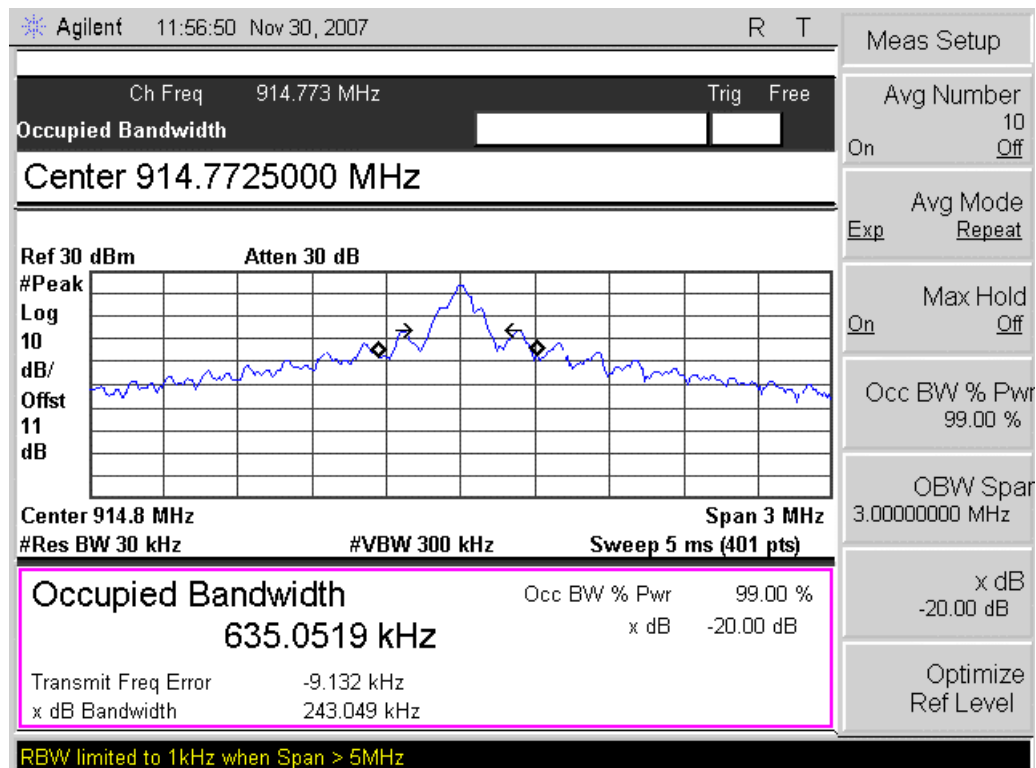 Agilent 11:56:50 Nov 30, 2007 R T
Ch Freq 914.773 MHz Trig Free
Occupied Bandwidth
Center 914.7725000 MHz
Ref 30 dBm Atten 30 dB
#Peak
Log
10
dB/
Offst
11
dB
Center 914.8 MHz Span 3 MHz
#Res BW 30 kHz #VBW 300 kHz Sweep 5 ms (401 pts)
Occupied Bandwidth Occ BW % Pwr 99.00 %
635.0519 kHz x dB -20.00 dB
Transmit Freq Error -9.132 kHz
x dB Bandwidth 243.049 kHz
RBW limited to 1kHz when Span > 5MHz
Meas Setup
Avg Number
10
On Off
Avg Mode
Exp Repeat
Max Hold
On Off
Occ BW % Pwr
99.00 %
OBW Span
3.00000000 MHz
x dB
-20.00 dB
Optimize
Ref Level